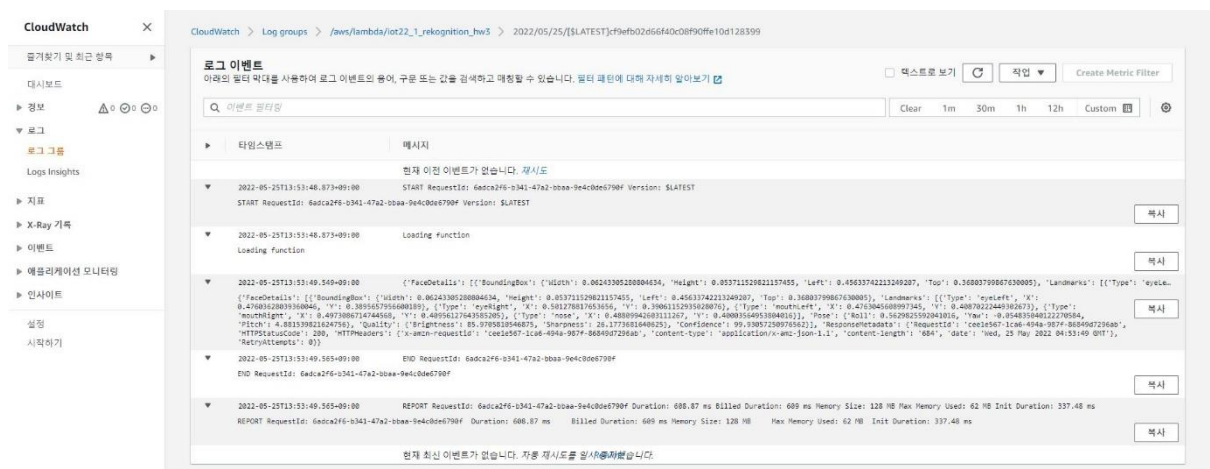 CloudWatch ×
즐겨찾기 및 최근 항목
대시보드
경보 0 0 0
로그
로그 그룹
Logs Insights
지표
X-Ray 기록
이벤트
애플리케이션 모니터링
인사이트
설정
시작하기
CloudWatch > Log groups > /aws/lambda/iot22_1_rekognition_hw3 > 2022/05/25/[$LATEST]cf9efb02d66f40c08f90ffe10d128399
로그 이벤트
아래의 필터 막대를 사용하여 로그 이벤트의 용어, 구문 또는 값을 검색하고 매칭할 수 있습니다. 필터 패턴에 대해 자세히 알아보기
텍스트로 보기 작업 ▼ Create Metric Filter
이벤트 필터링 Clear 1m 30m 1h 12h Custom
타임스탬프 메시지
현재 이전 이벤트가 없습니다. 재시도
2022-05-25T13:53:48.873+09:00 START RequestId: 6adca2f6-b341-47a2-bbaa-9e4c0de6790f Version: $LATEST
START RequestId: 6adca2f6-b341-47a2-bbaa-9e4c0de6790f Version: $LATEST
복사
2022-05-25T13:53:48.873+09:00 Loading function
Loading function
복사
2022-05-25T13:53:49.549+09:00 {'FaceDetails': [{'BoundingBox': {'Width': 0.06243305280804634, 'Height': 0.053711529821157455, 'Left': 0.45633742213249207, 'Top': 0.36803799867630005}, 'Landmarks': [{'Type': 'eyeLe…
{'FaceDetails': [{'BoundingBox': {'Width': 0.06243305280804634, 'Height': 0.053711529821157455, 'Left': 0.45633742213249207, 'Top': 0.36803799867630005}, 'Landmarks': [{'Type': 'eyeLeft', 'X':
0.47603628039360046, 'Y': 0.3895657956600189}, {'Type': 'eyeRight', 'X': 0.501278817653656, 'Y': 0.3906115293502807}, {'Type': 'mouthLeft', 'X': 0.4763045608997345, 'Y': 0.4087022244930267}, {'Type':
'mouthRight', 'X': 0.4973086714744568, 'Y': 0.40956127643585205}, {'Type': 'nose', 'X': 0.48809942603111267, 'Y': 0.40003564953804016}], 'Pose': {'Roll': 0.5629825592041016, 'Yaw': -0.054835040122270584,
'Pitch': 4.881539821624756}, 'Quality': {'Brightness': 85.9705810546875, 'Sharpness': 26.1773681640625}, 'Confidence': 99.93057250976562}], 'ResponseMetadata': {'RequestId': 'cee1e567-1ca6-494a-987f-86849d7296ab',
'HTTPStatusCode': 200, 'HTTPHeaders': {'x-amzn-requestid': 'cee1e567-1ca6-494a-987f-86849d7296ab', 'content-type': 'application/x-amz-json-1.1', 'content-length': '684', 'date': 'Wed, 25 May 2022 04:53:49 GMT'},
'RetryAttempts': 0}}
복사
2022-05-25T13:53:49.565+09:00 END RequestId: 6adca2f6-b341-47a2-bbaa-9e4c0de6790f
END RequestId: 6adca2f6-b341-47a2-bbaa-9e4c0de6790f
복사
2022-05-25T13:53:49.565+09:00 REPORT RequestId: 6adca2f6-b341-47a2-bbaa-9e4c0de6790f Duration: 608.87 ms Billed Duration: 609 ms Memory Size: 128 MB Max Memory Used: 62 MB Init Duration: 337.48 ms
REPORT RequestId: 6adca2f6-b341-47a2-bbaa-9e4c0de6790f Duration: 608.87 ms Billed Duration: 609 ms Memory Size: 128 MB Max Memory Used: 62 MB Init Duration: 337.48 ms
복사
현재 최신 이벤트가 없습니다. 자동 재시도를